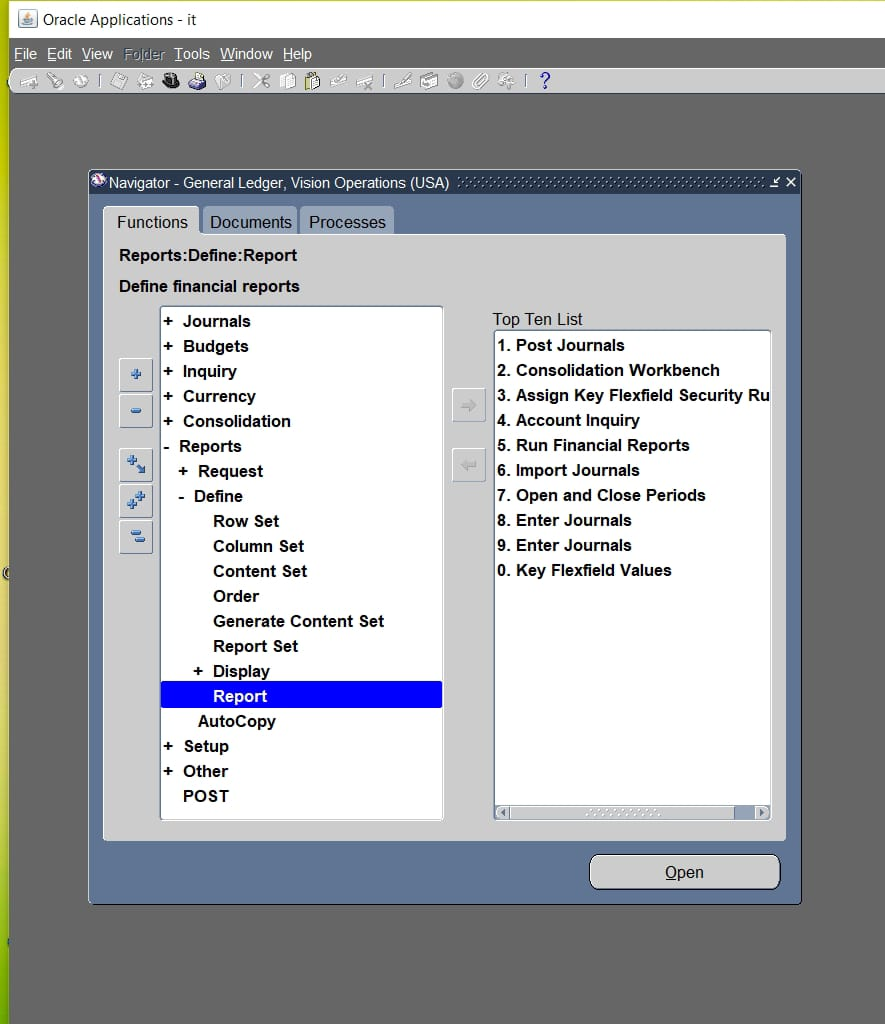 Oracle Applications - it
File Edit View Folder Tools Window Help
?
Navigator - General Ledger, Vision Operations (USA)
Functions Documents Processes
Reports:Define:Report
Define financial reports
+ Journals
+ Budgets
+ Inquiry
+ Currency
+ Consolidation
- Reports
+ Request
- Define
Row Set
Column Set
Content Set
Order
Generate Content Set
Report Set
+ Display
Report
AutoCopy
+ Setup
+ Other
POST
Top Ten List
1. Post Journals
2. Consolidation Workbench
3. Assign Key Flexfield Security Ru
4. Account Inquiry
5. Run Financial Reports
6. Import Journals
7. Open and Close Periods
8. Enter Journals
9. Enter Journals
0. Key Flexfield Values
Open